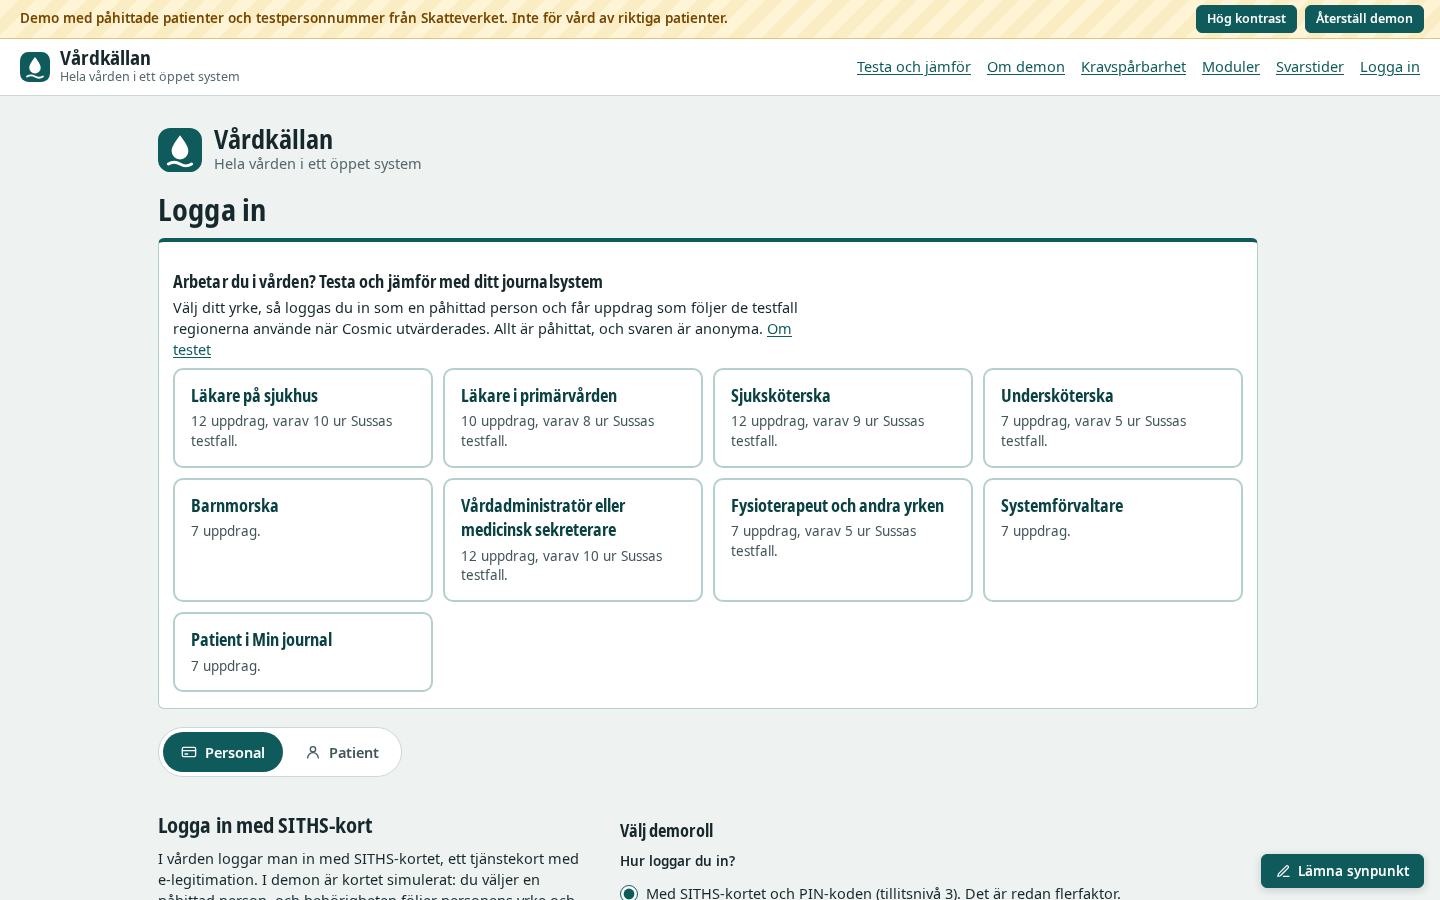 Demo med påhittade patienter och testpersonnummer från Skatteverket. Inte för vård av riktiga patienter.
Hög kontrast
Återställ demon
Vårdkällan
Hela vården i ett öppet system
Testa och jämför
Om demon
Kravspårbarhet
Moduler
Svarstider
Logga in
Vårdkällan
Hela vården i ett öppet system
Logga in
Arbetar du i vården? Testa och jämför med ditt journalsystem
Välj ditt yrke, så loggas du in som en påhittad person och får uppdrag som följer de testfall
regionerna använde när Cosmic utvärderades. Allt är påhittat, och svaren är anonyma. Om
testet
Läkare på sjukhus
12 uppdrag, varav 10 ur Sussas
testfall.
Läkare i primärvården
10 uppdrag, varav 8 ur Sussas
testfall.
Sjuksköterska
12 uppdrag, varav 9 ur Sussas
testfall.
Undersköterska
7 uppdrag, varav 5 ur Sussas
testfall.
Barnmorska
7 uppdrag.
Vårdadministratör eller
medicinsk sekreterare
12 uppdrag, varav 10 ur Sussas
testfall.
Fysioterapeut och andra yrken
7 uppdrag, varav 5 ur Sussas
testfall.
Systemförvaltare
7 uppdrag.
Patient i Min journal
7 uppdrag.
Personal
Patient
Logga in med SITHS-kort
I vården loggar man in med SITHS-kortet, ett tjänstekort med
e-legitimation. I demon är kortet simulerat: du väljer en
påhittad person, och behörigheten följer personens yrke och
Välj demoroll
Hur loggar du in?
Med SITHS-kortet och PIN-koden (tillitsnivå 3). Det är redan flerfaktor.
Lämna synpunkt